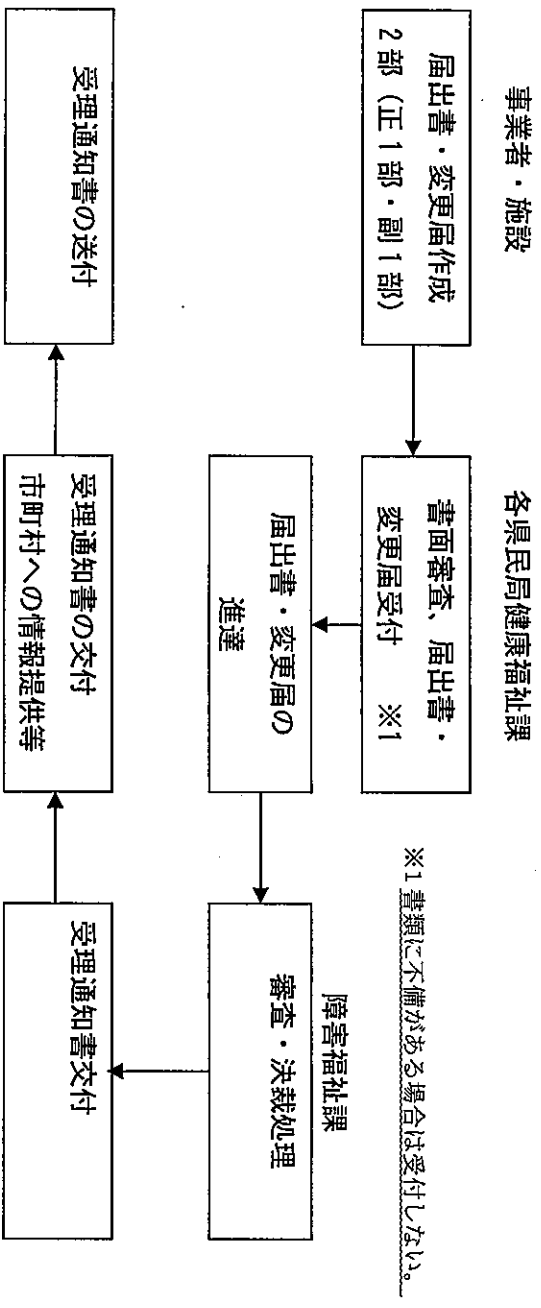 事業者・施設
各県民局健康福祉課
届出書・変更届作成
2部（正1部・副1部）
書面審査、届出書・
変更届受付　※1
※1 書類に不備がある場合は受付しない。
障害福祉課
届出書・変更届の
進達
審査・決裁処理
受理通知書の送付
受理通知書の交付
市町村への情報提供等
受理通知書交付